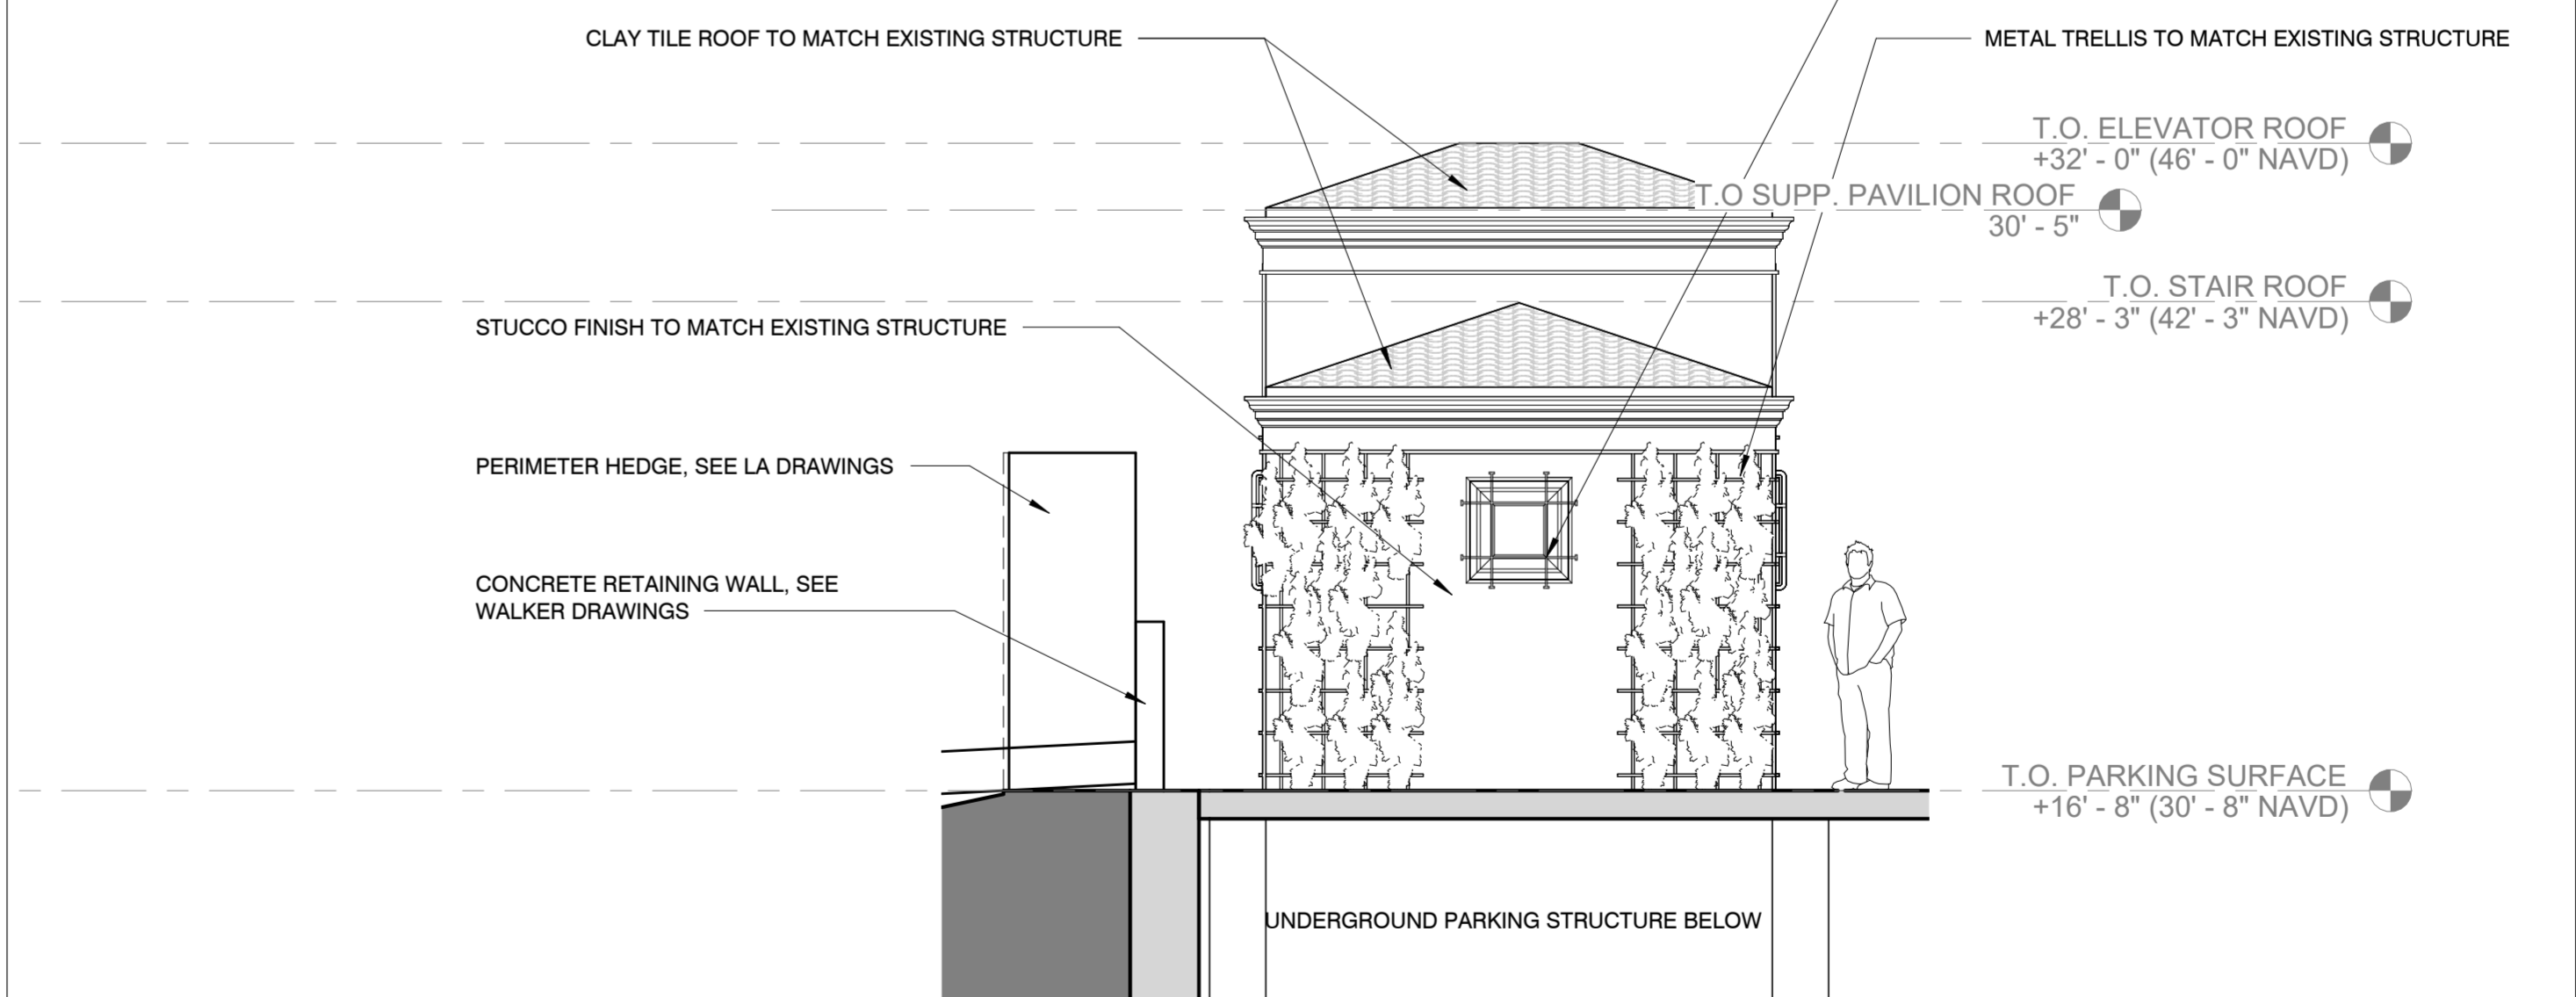 CLAY TILE ROOF TO MATCH EXISTING STRUCTURE
METAL TRELLIS TO MATCH EXISTING STRUCTURE
T.O. ELEVATOR ROOF
+32' - 0" (46' - 0" NAVD)
T.O SUPP. PAVILION ROOF
30' - 5"
T.O. STAIR ROOF
+28' - 3" (42' - 3" NAVD)
STUCCO FINISH TO MATCH EXISTING STRUCTURE
PERIMETER HEDGE, SEE LA DRAWINGS
CONCRETE RETAINING WALL, SEE
WALKER DRAWINGS
T.O. PARKING SURFACE
+16' - 8" (30' - 8" NAVD)
UNDERGROUND PARKING STRUCTURE BELOW